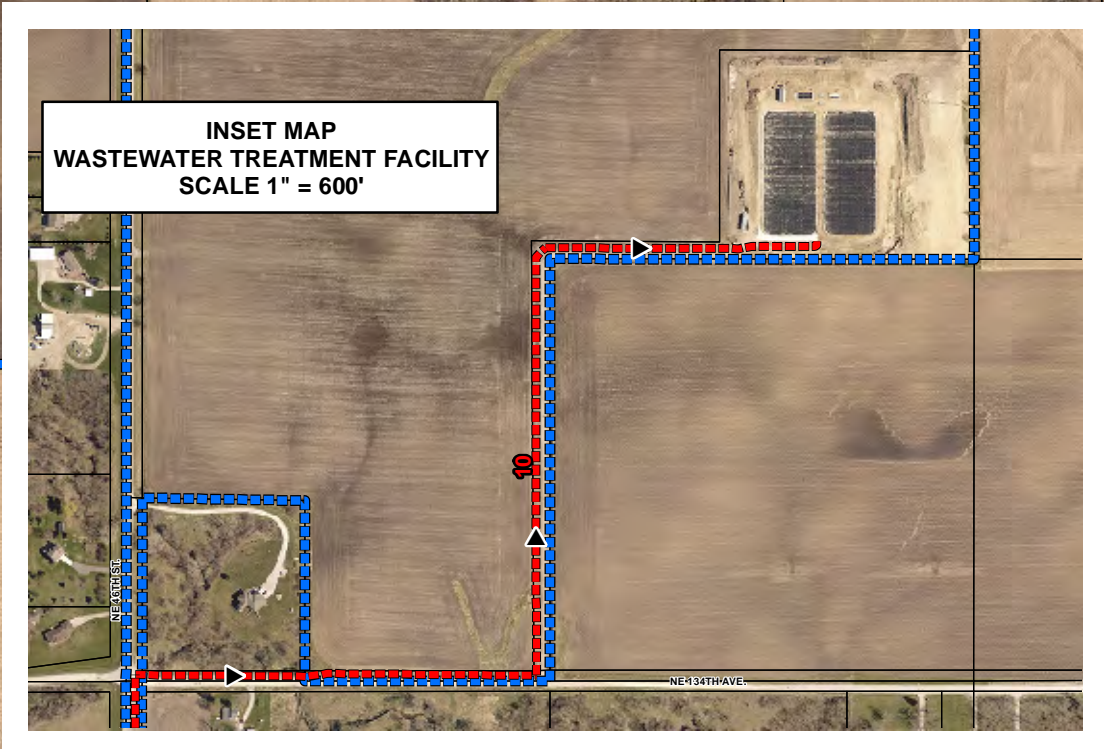 INSET MAP
WASTEWATER TREATMENT FACILITY
SCALE 1" = 600'
10
NE 46TH ST.
NE 134TH AVE.